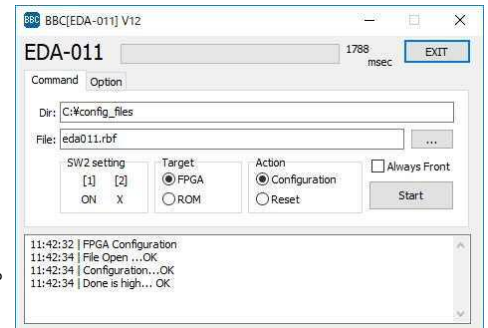 BBC BBC[EDA-011] V12
EDA-011
1788
msec
EXIT
Command Option
Dir: C:¥config_files
File: eda011.rbf ...
SW2 setting Target Action
Always Front
[1] [2] FPGA Configuration
ON X ROM Reset
Start
11:42:32 | FPGA Configuration
11:42:34 | File Open ...OK
11:42:34 | Configuration...OK
11:42:34 | Done is high... OK